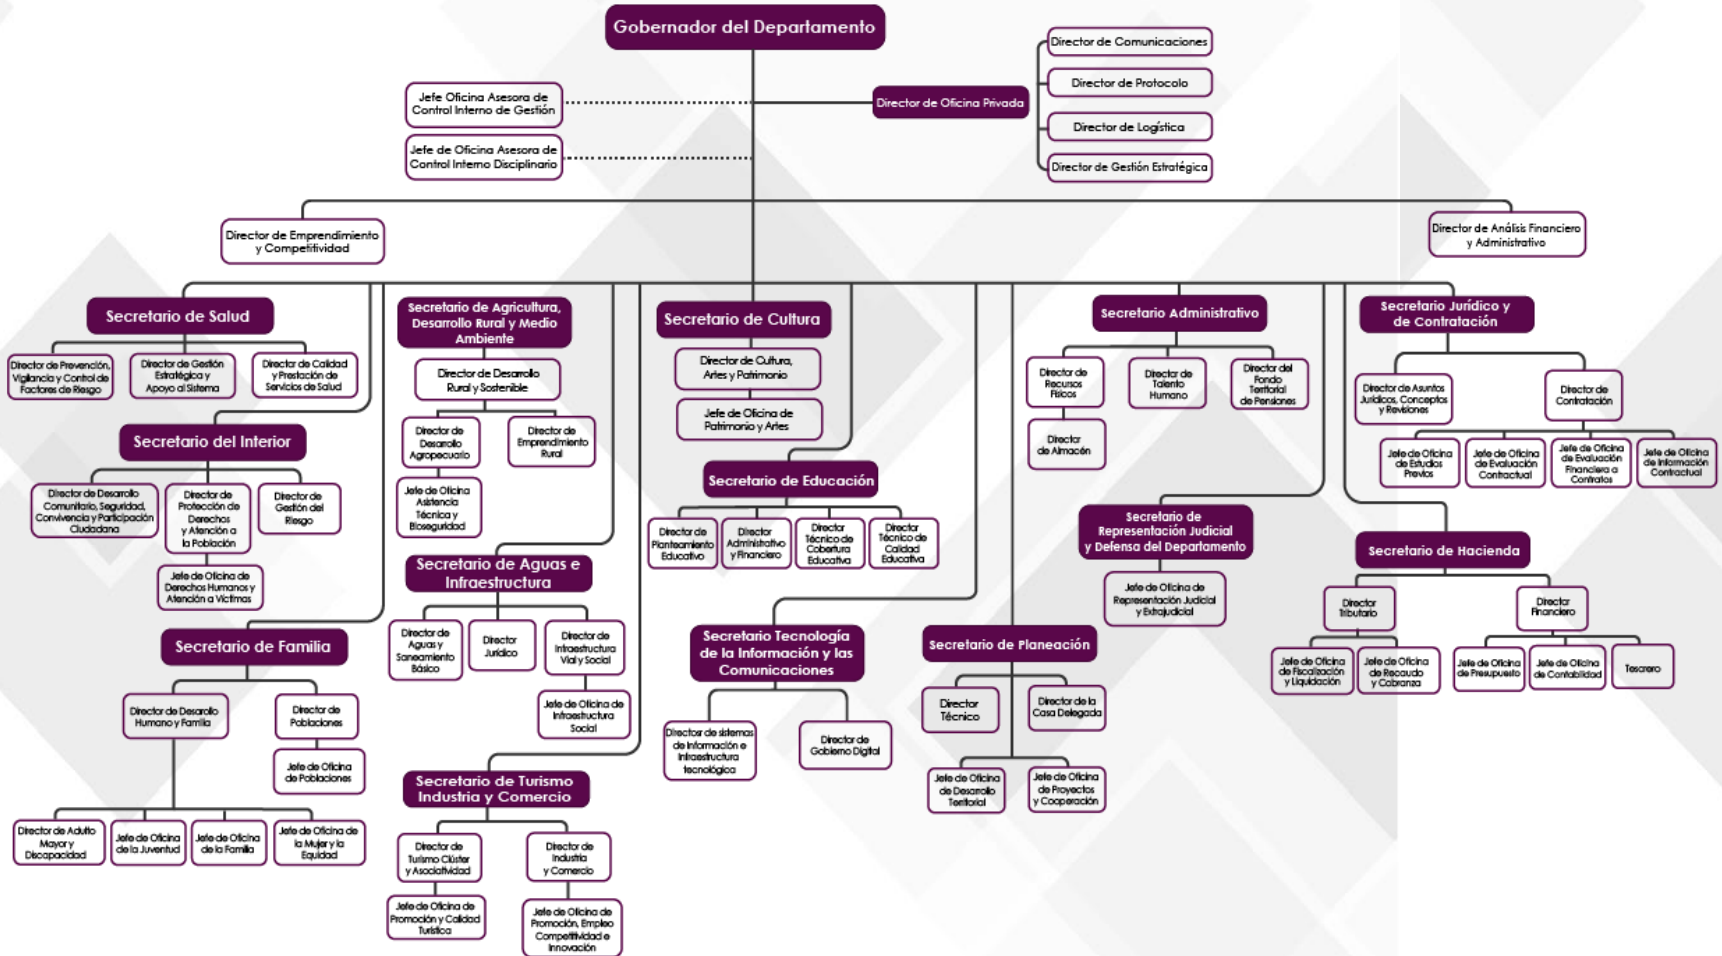 Gobernador del Departamento
Director de Comunicaciones
Director de Protocolo
Director de Logística
Director de Gestión Estratégica
Director de Oficina Privada
Jefe Oficina Asesora de
Control Interno de Gestión
Jefe de Oficina Asesora de
Control Interno Disciplinario
Director de Emprendimiento
y Competitividad
Director de Análisis Financiero
y Administrativo
Secretario de Salud
Director de Prevención,
Vigilancia y Control de
Factores de Riesgo
Director de Gestión
Estratégica y
Apoyo al Sistema
Director de Calidad
y Prestación de
Servicios de Salud
Secretario del Interior
Director de Desarrollo
Comunitario, Seguridad,
Convivencia y Participación
Ciudadana
Director de
Protección de
Derechos
y Atención a
la Población
Director de
Gestión del
Riesgo
Jefe de Oficina de
Derechos Humanos y
Atención a Víctimas
Secretario de Familia
Director de Desarollo
Humano y Familia
Director de
Poblaciones
Jefe de Oficina
de Poblaciones
Director de Adulto
Mayor y
Discapacidad
Jefe de Oficina
de la Juventud
Jefe de Oficina
de la Familia
Jefe de Oficina de
la Mujer y la
Equidad
Secretario de Agricultura,
Desarrollo Rural y Medio
Ambiente
Director de Desarrollo
Rural y Sostenible
Director de
Desarrollo
Agropecuario
Director de
Emprendimiento
Rural
Jefe de Oficina
Asistencia
Técnica y
Bioseguridad
Secretario de Aguas e
Infraestructura
Director de
Aguas y
Saneamiento
Básico
Director
Jurídico
Director de
Infraestructura
Vial y Social
Jefe de Oficina de
Infraestructura
Social
Secretario de Turismo
Industria y Comercio
Director de
Turismo Clúster
y Asociatividad
Director de
Industria
y Comercio
Jefe de Oficina de
Promoción y Calidad
Turística
Jefe de Oficina de
Promoción, Empleo
Competitividad e
Innovación
Secretario de Cultura
Director de Cultura,
Artes y Patrimonio
Jefe de Oficina de
Patrimonio y Artes
Secretario de Educación
Director de
Planteamiento
Educativo
Director
Administrativo
y Financiero
Director
Técnico de
Cobertura
Educativa
Director
Técnico de
Calidad
Educativa
Secretario Tecnología
de la Información y las
Comunicaciones
Directosr de sistemas
de Información e
Infraestructura
tecnológica
Director de
Gobierno Digital
Secretario de Planeación
Director
Técnico
Director de la
Casa Delegada
Jefe de Oficina
de Desarrollo
Territorial
Jefe de Oficina
de Proyectos
y Cooperación
Secretario Administrativo
Director de
Recursos
Físicos
Director de
Talento
Humano
Director del
Fondo
Territorial
de Pensiones
Director
de Almacén
Secretario de
Representación Judicial
y Defensa del Departamento
Jefe de Oficina de
Representación Judicial
y Extrajudicial
Secretario Jurídico y
de Contratación
Director de Asuntos
Jurídicos, Conceptos
y Revisiones
Director de
Contratación
Jefe de Oficina
de Estudios
Previos
Jefe de Oficina
de Evaluación
Contractual
Jefe de Oficina
de Evaluación
Financiera a
Contratos
Jefe de Oficina
de Información
Contractual
Secretario de Hacienda
Director
Tributario
Director
Financiero
Jefe de Oficina
de Fiscalización
y Liquidación
Jefe de Oficina
de Recaudo
y Cobranza
Jefe de Oficina
de Presupuesto
Jefe de Oficina
de Contabilidad
Tesorero